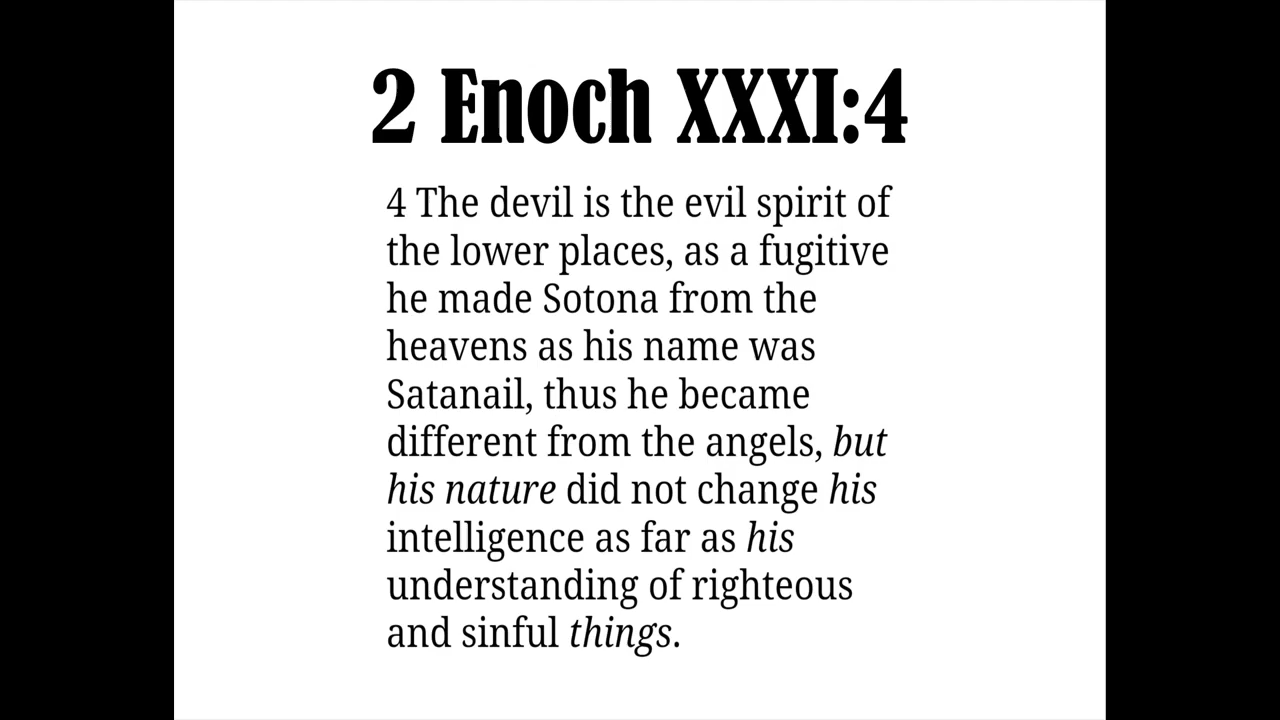 2 Enoch XXXI:4
4 The devil is the evil spirit of
the lower places, as a fugitive
he made Sotona from the
heavens as his name was
Satanail, thus he became
different from the angels, but
his nature did not change his
intelligence as far as his
understanding of righteous
and sinful things.